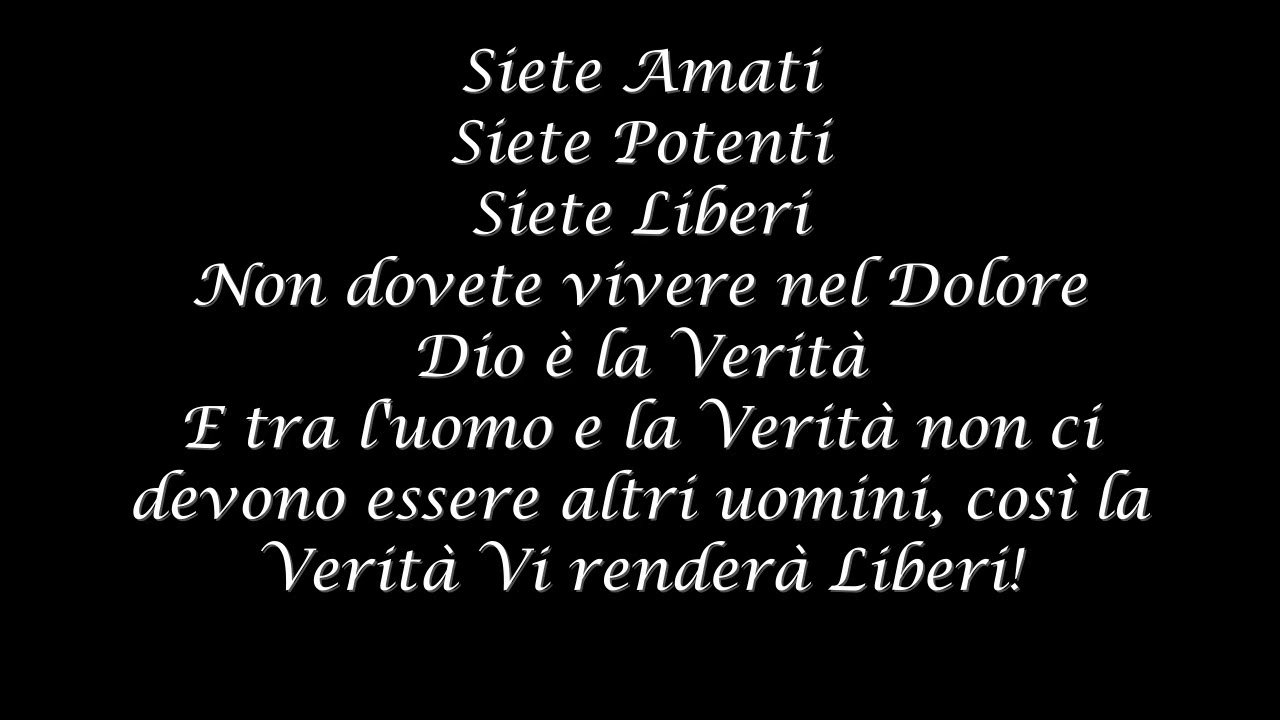 Siete Amati
Siete Potenti
Siete Liberi
Non dovete vivere nel Dolore
Dio è la Verità
E tra l'uomo e la Verità non ci
devono essere altri uomini, così la
Verità Vi renderà Liberi!